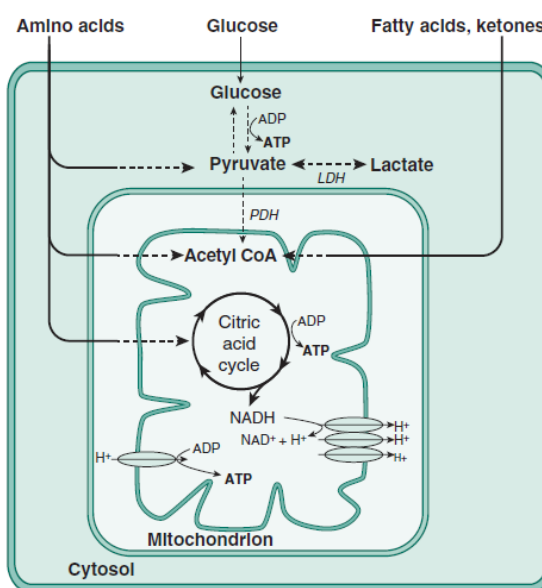 Amino acids
Glucose
Fatty acids, ketones
Glucose
ADP
ATP
Pyruvate
Lactate
LDH
PDH
Acetyl CoA
Citric
acid
cycle
ADP
ATP
NADH
NAD+ + H+
H+
H+
H+
H+
ADP
ATP
Mitochondrion
Cytosol